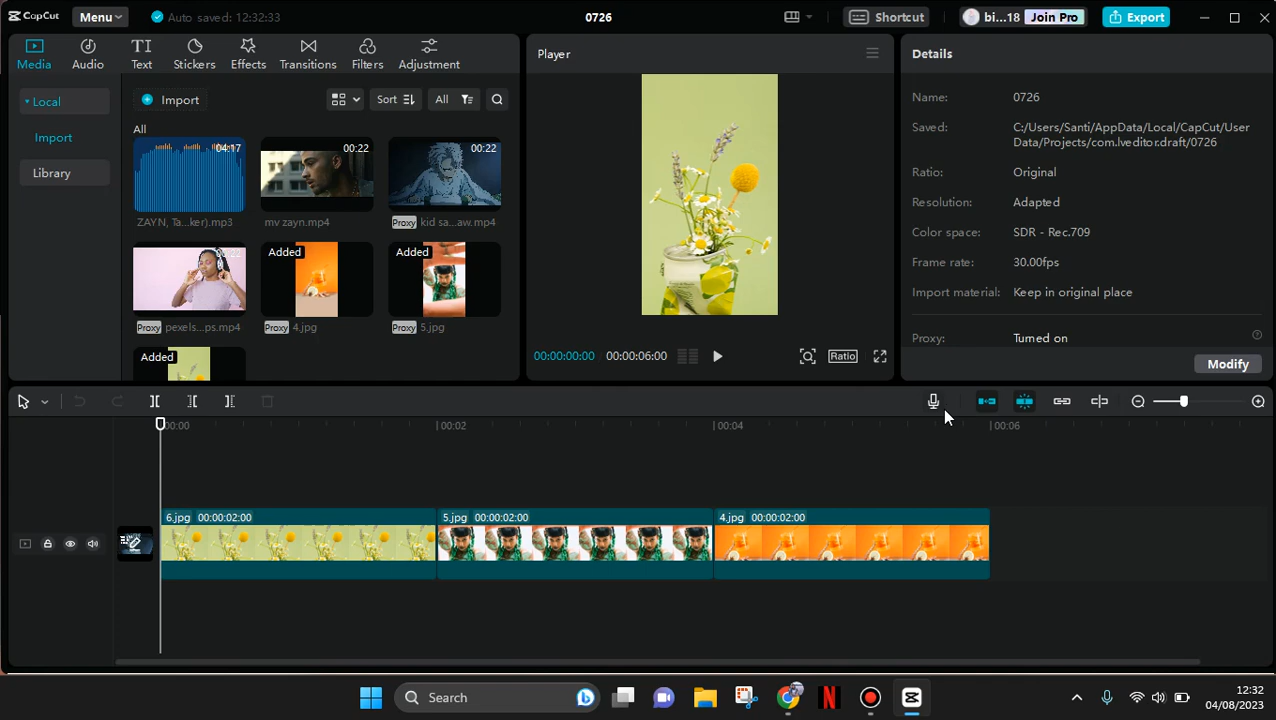 CapCut
Menu
Auto saved: 12:32:33
0726
Shortcut
bi...18
Join Pro
Export
Media
Audio
Text
Stickers
Effects
Transitions
Filters
Adjustment
Local
Import
Library
Import
Sort
All
All
04:17
ZAYN, Ta...ker).mp3
00:22
mv zayn.mp4
00:22
Proxy kid sa...aw.mp4
Proxy pexels...ps.mp4
Added
Proxy 4.jpg
Added
Proxy 5.jpg
Added
Player
00:00:00:00
00:00:06:00
Ratio
Details
Name: 0726
Saved: C:/Users/Santi/AppData/Local/CapCut/User
Data/Projects/com.lveditor.draft/0726
Ratio: Original
Resolution: Adapted
Color space: SDR - Rec.709
Frame rate: 30.00fps
Import material: Keep in original place
Proxy: Turned on
Modify
00:00
00:02
00:04
00:06
6.jpg 00:00:02:00
5.jpg 00:00:02:00
4.jpg 00:00:02:00
Search
12:32
04/08/2023